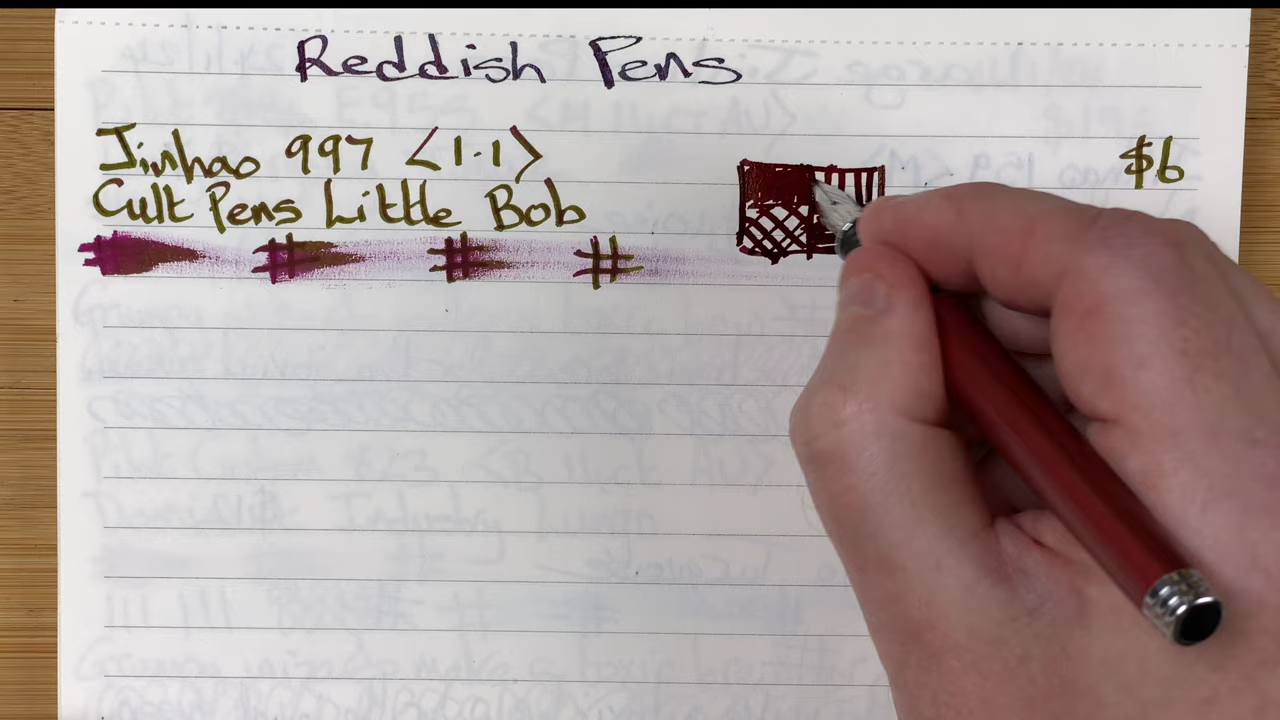 Reddish Pens
Jinhao 997 <1.1> $6
Cult Pens Little Bob
# # #